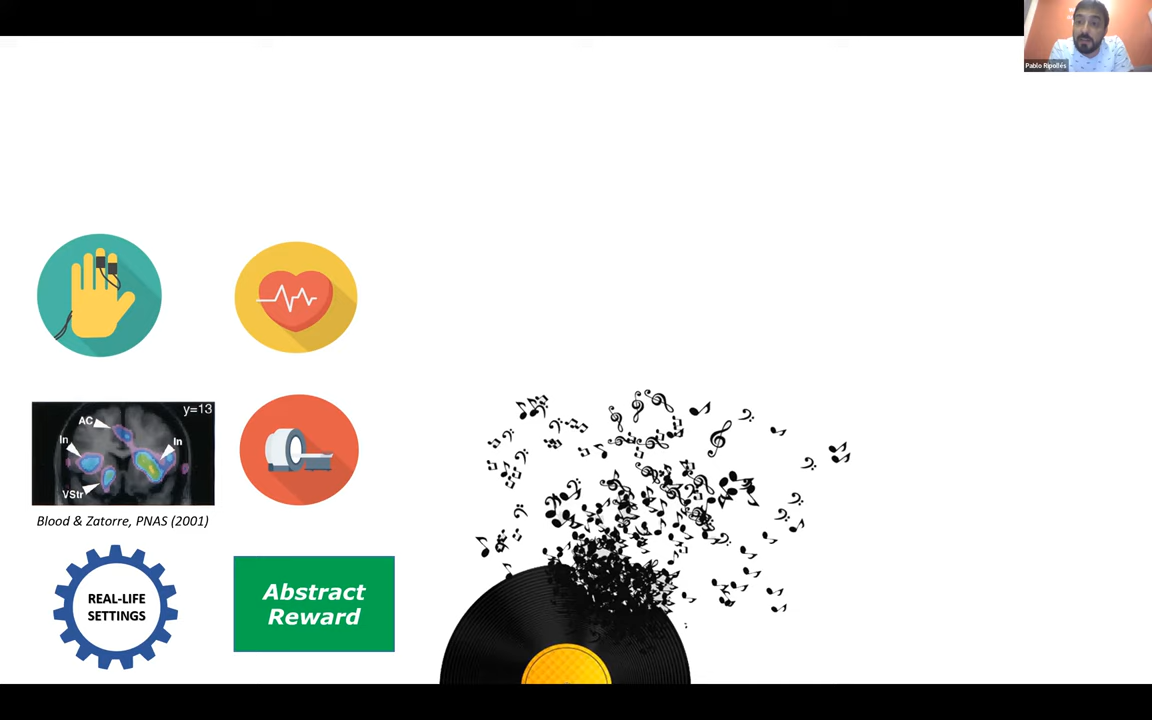 Pablo Ripollés
y=13
AC
In
In
VStr
Blood & Zatorre, PNAS (2001)
REAL-LIFE
SETTINGS
Abstract
Reward